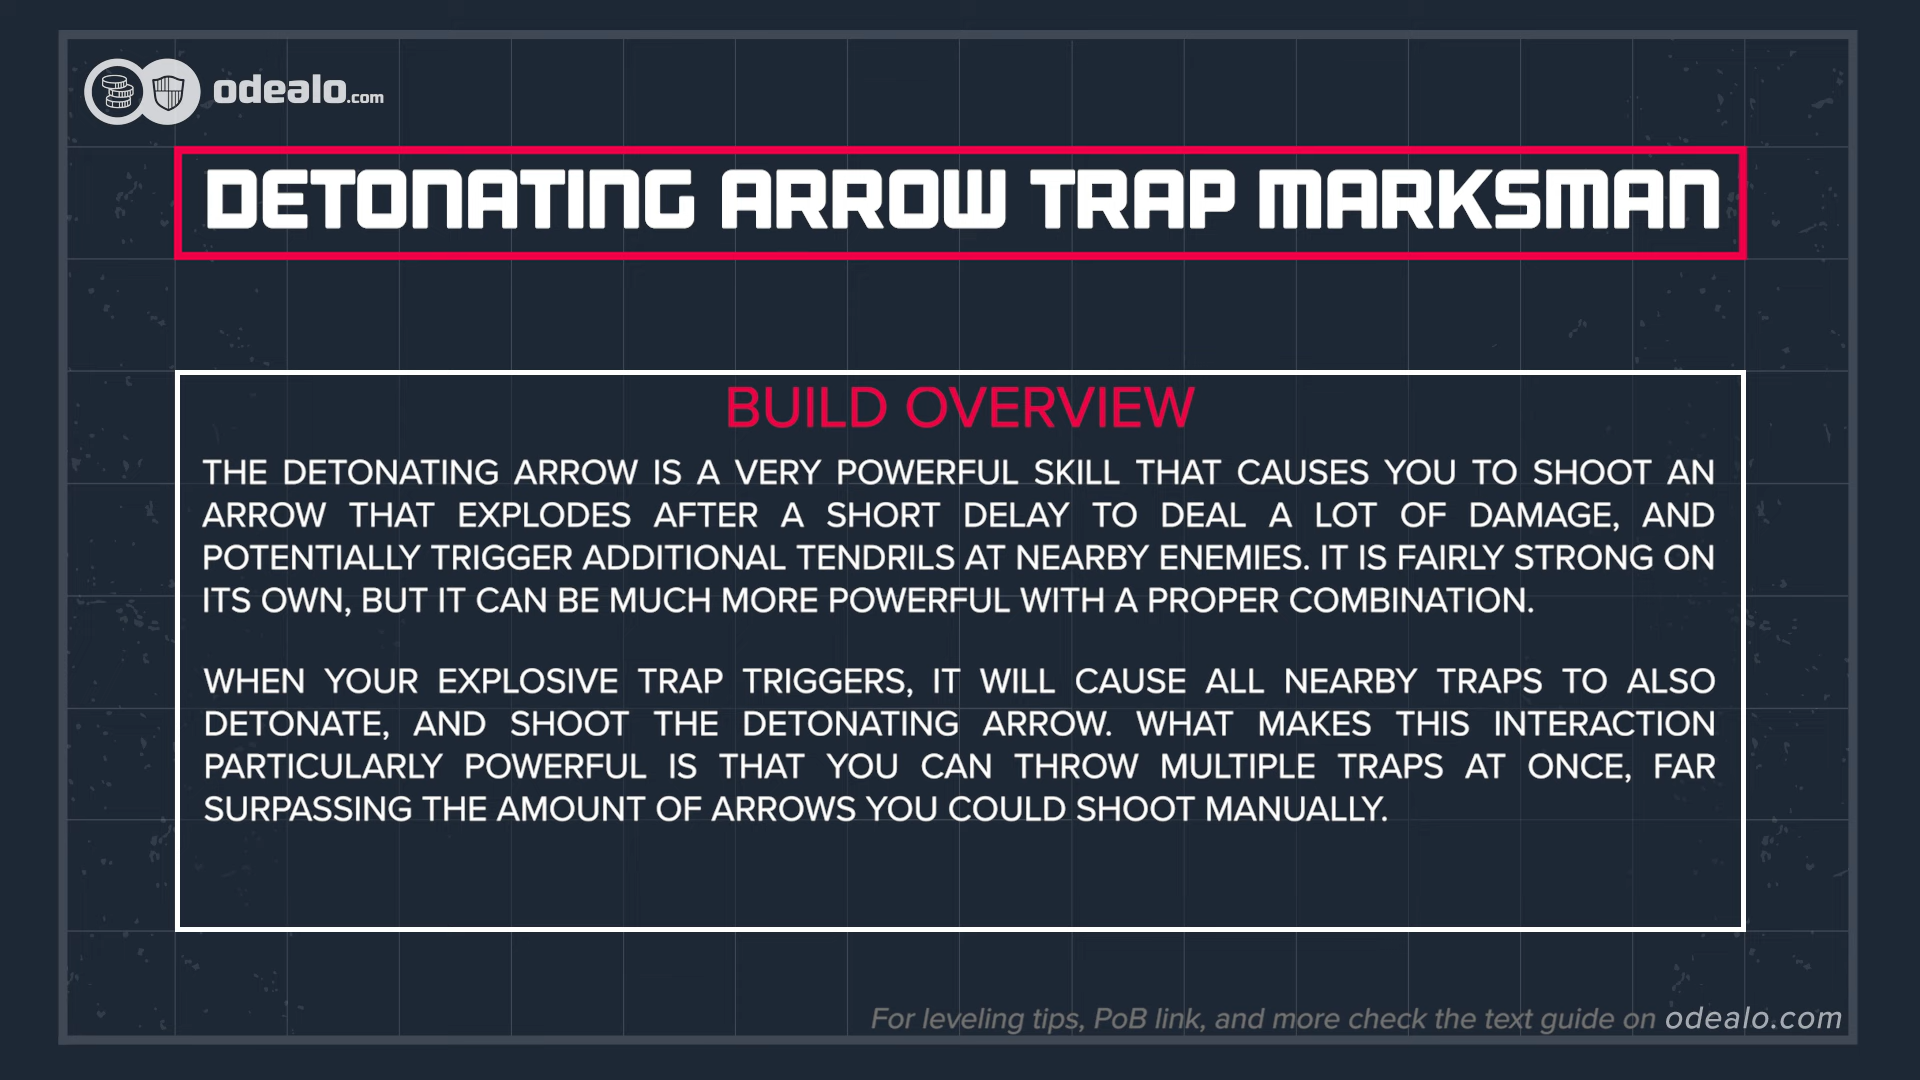 odealo.com
DETONATING ARROW TRAP MARKSMAN
BUILD OVERVIEW
THE DETONATING ARROW IS A VERY POWERFUL SKILL THAT CAUSES YOU TO SHOOT AN
ARROW THAT EXPLODES AFTER A SHORT DELAY TO DEAL A LOT OF DAMAGE, AND
POTENTIALLY TRIGGER ADDITIONAL TENDRILS AT NEARBY ENEMIES. IT IS FAIRLY STRONG ON
ITS OWN, BUT IT CAN BE MUCH MORE POWERFUL WITH A PROPER COMBINATION.
WHEN YOUR EXPLOSIVE TRAP TRIGGERS, IT WILL CAUSE ALL NEARBY TRAPS TO ALSO
DETONATE, AND SHOOT THE DETONATING ARROW. WHAT MAKES THIS INTERACTION
PARTICULARLY POWERFUL IS THAT YOU CAN THROW MULTIPLE TRAPS AT ONCE, FAR
SURPASSING THE AMOUNT OF ARROWS YOU COULD SHOOT MANUALLY.
For leveling tips, PoB link, and more check the text guide on odealo.com